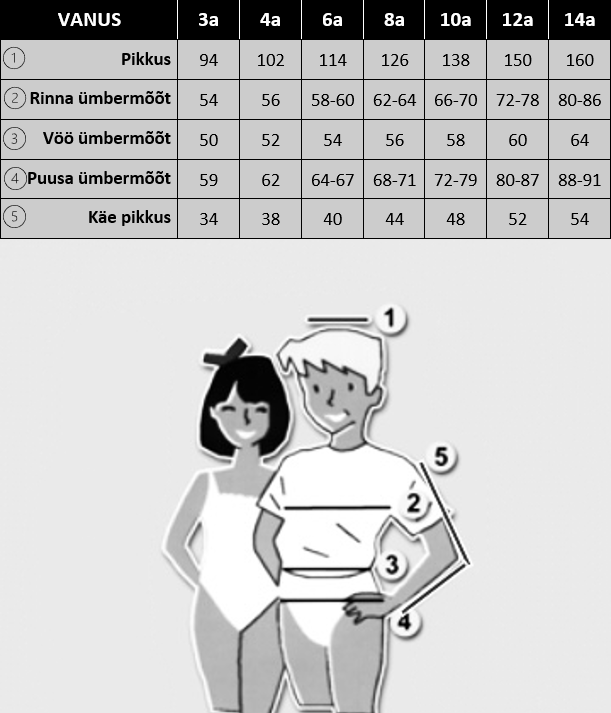 VANUS 3a 4a 6a 8a 10a 12a 14a
1 Pikkus 94 102 114 126 138 150 160
2 Rinna ümbermõõt 54 56 58-60 62-64 66-70 72-78 80-86
3 Vöö ümbermõõt 50 52 54 56 58 60 64
4 Puusa ümbermõõt 59 62 64-67 68-71 72-79 80-87 88-91
5 Käe pikkus 34 38 40 44 48 52 54
1
5
2
3
4